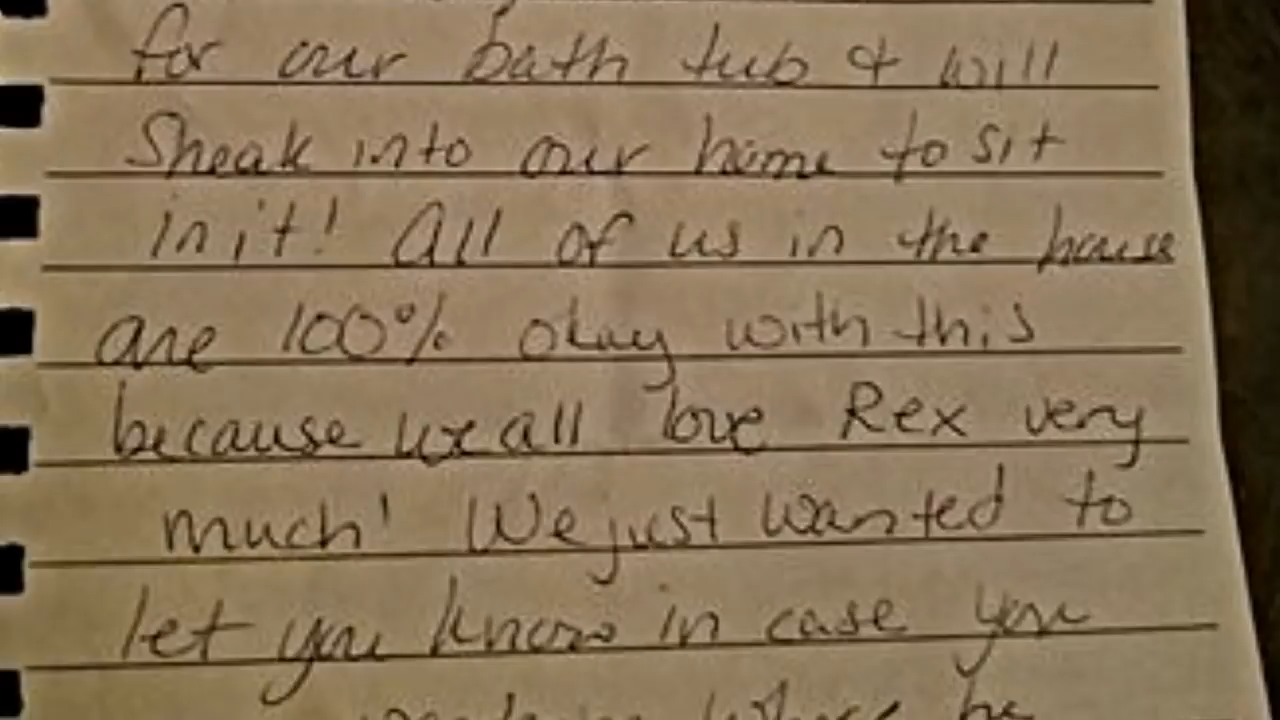 for our bath tub & will
Sneak into our home to sit
in it! All of us in the house
are 100% okay with this
because we all love Rex very
much! We just wanted to
let you know in case you
where he